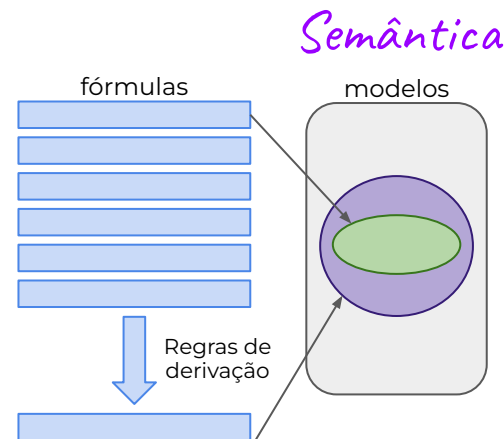 Semântica
fórmulas
modelos
Regras de
derivação